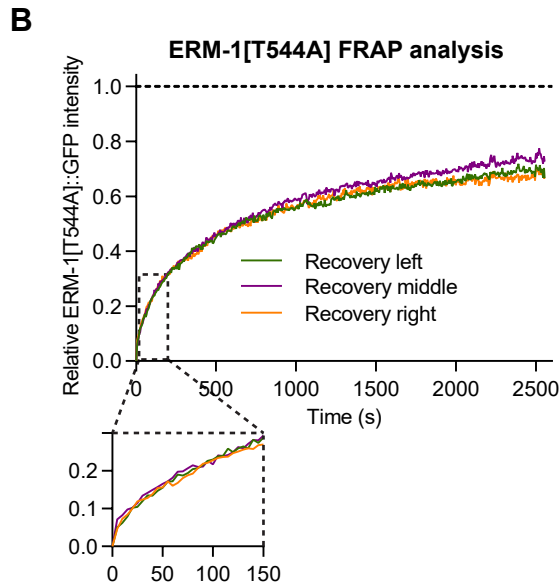 B
ERM-1[T544A] FRAP analysis
Relative ERM-1[T544A]::GFP intensity
1.0
0.8
0.6
0.4
0.2
0.0
Recovery left
Recovery middle
Recovery right
0 500 1000 1500 2000 2500
Time (s)
0.2
0.1
0.0
0 50 100 150